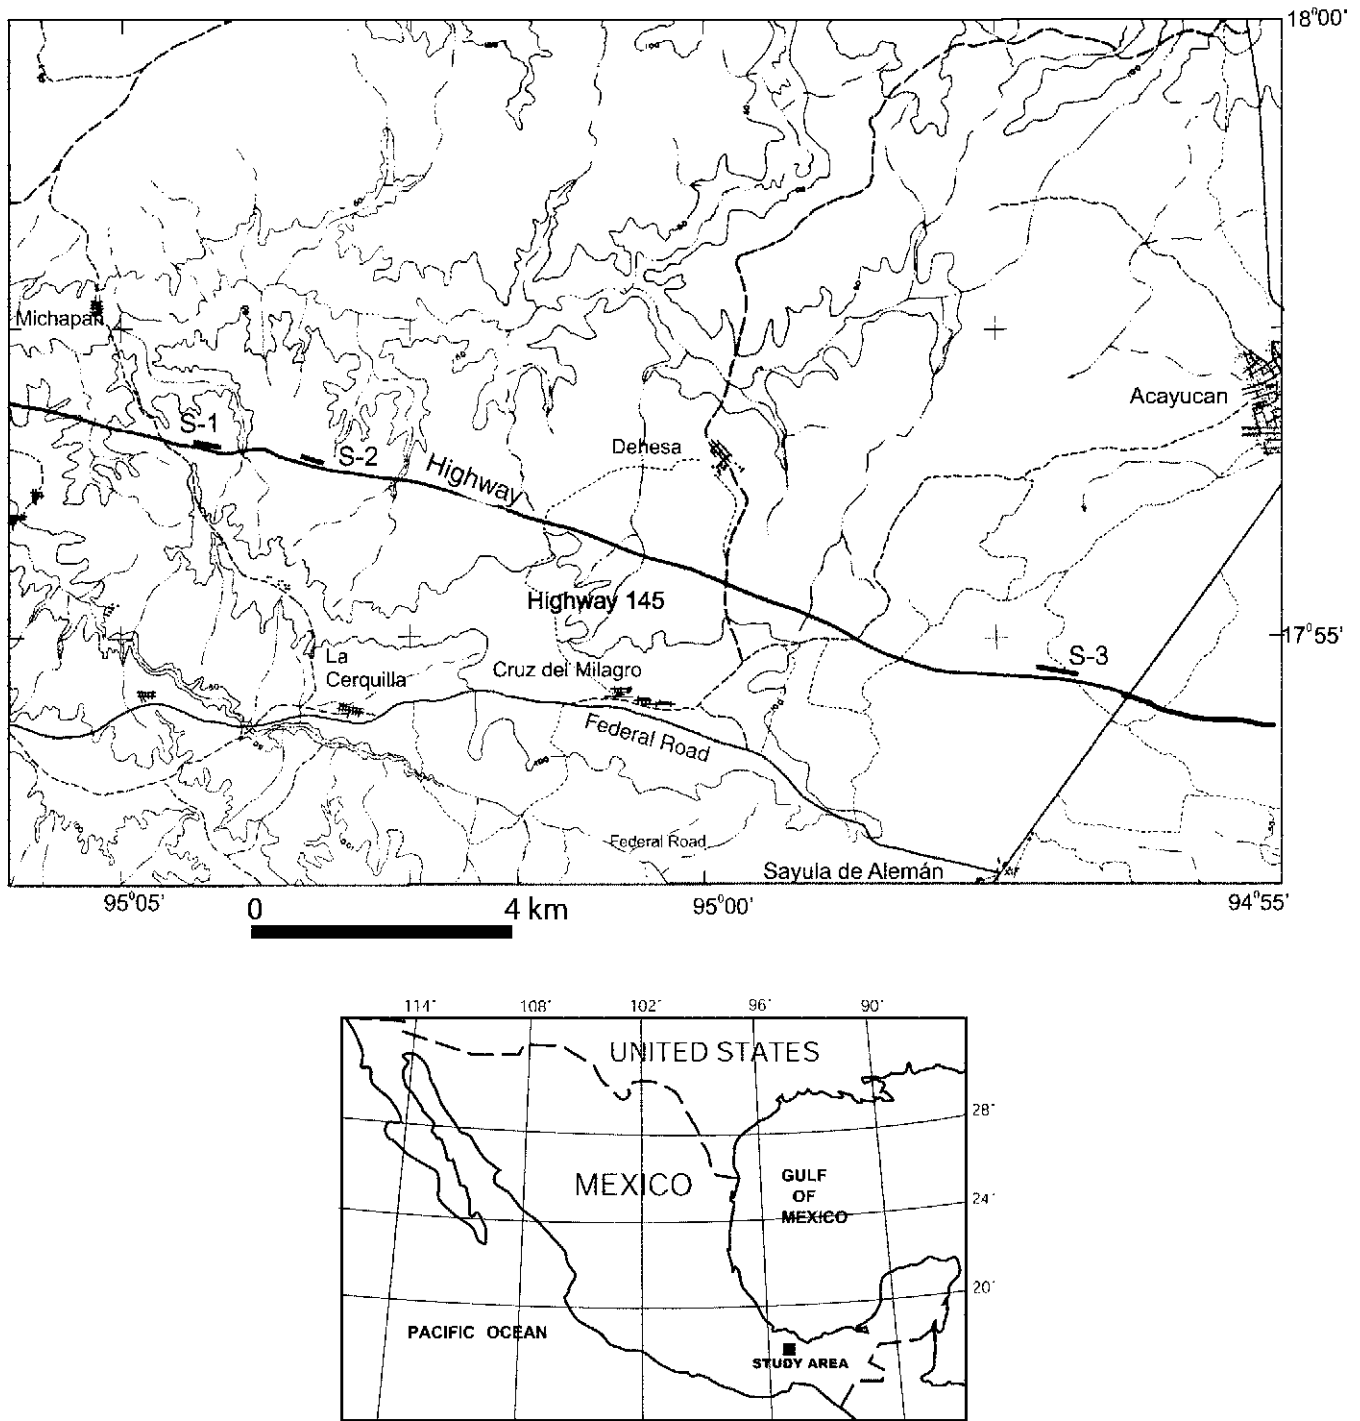 18°00'
Michapan
Acayucan
S-1
S-2
Highway
Dehesa
Highway 145
17°55'
La
Cerquilla
Cruz del Milagro
S-3
Federal Road
Federal Road
Sayula de Alemán
95°05'
95°00'
94°55'
0
4 km
114°
108°
102°
96°
90°
UNITED STATES
28°
MEXICO
GULF
OF
MEXICO
24°
20°
PACIFIC OCEAN
STUDY AREA